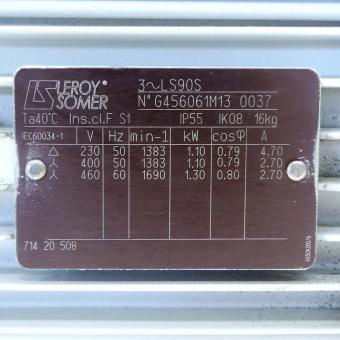 LEROY® SOMER
3~LS90S
N° G456061M13 0037
Ta40°C Ins.cl.F S1 IP55 IK08 16kg
IEC60034-1 V Hz min-1 kW cosφ A
△ 230 50 1383 1.10 0.79 4.70
⅄ 400 50 1383 1.10 0.79 2.70
⅄ 460 60 1690 1.30 0.80 2.70
714 20 508